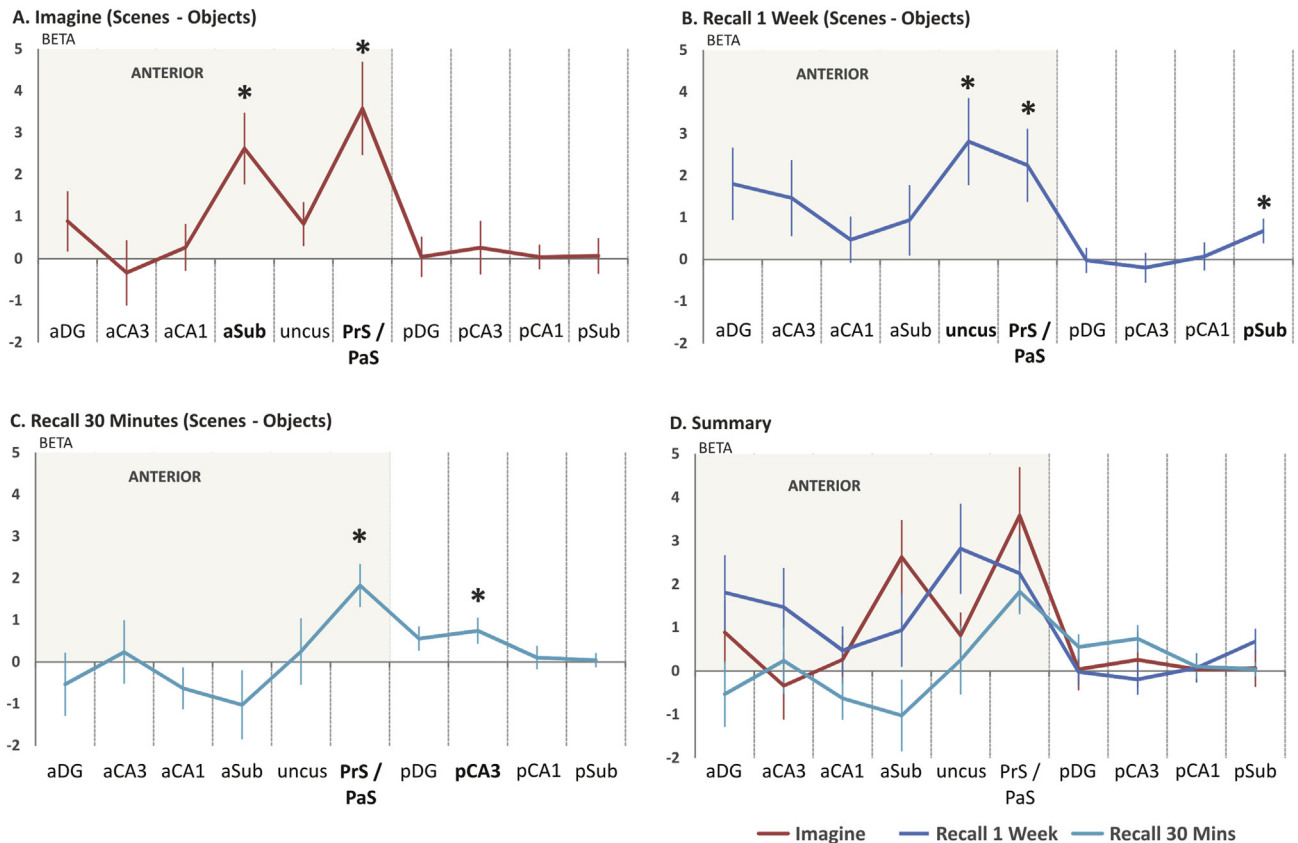 A. Imagine (Scenes - Objects)
BETA
5
4
3
2
1
0
-1
-2
ANTERIOR
*
*
aDG aCA3 aCA1 aSub uncus PrS / pDG pCA3 pCA1 pSub
PaS
B. Recall 1 Week (Scenes - Objects)
BETA
5
4
3
2
1
0
-1
-2
ANTERIOR
*
*
*
aDG aCA3 aCA1 aSub uncus PrS / pDG pCA3 pCA1 pSub
PaS
C. Recall 30 Minutes (Scenes - Objects)
BETA
5
4
3
2
1
0
-1
-2
ANTERIOR
*
*
aDG aCA3 aCA1 aSub uncus PrS / pDG pCA3 pCA1 pSub
PaS
D. Summary
BETA
5
4
3
2
1
0
-1
-2
ANTERIOR
aDG aCA3 aCA1 aSub uncus PrS / pDG pCA3 pCA1 pSub
PaS
Imagine Recall 1 Week Recall 30 Mins